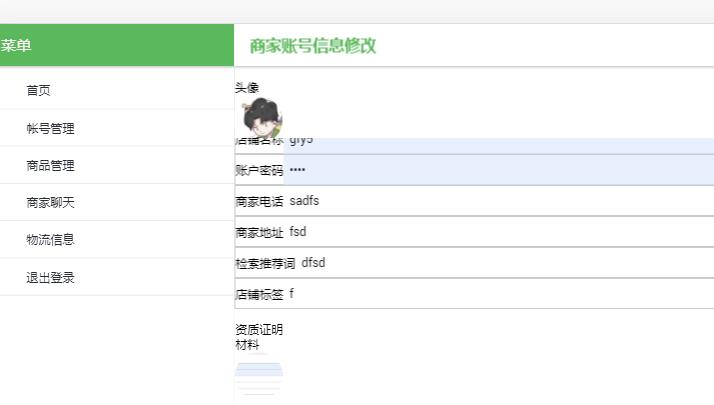 菜单
商家账号信息修改
首页
帐号管理
商品管理
商家聊天
物流信息
退出登录
头像
店铺名称 gfy5
账户密码 ••••
商家电话 sadfs
商家地址 fsd
检索推荐词 dfsd
店铺标签 f
资质证明
材料